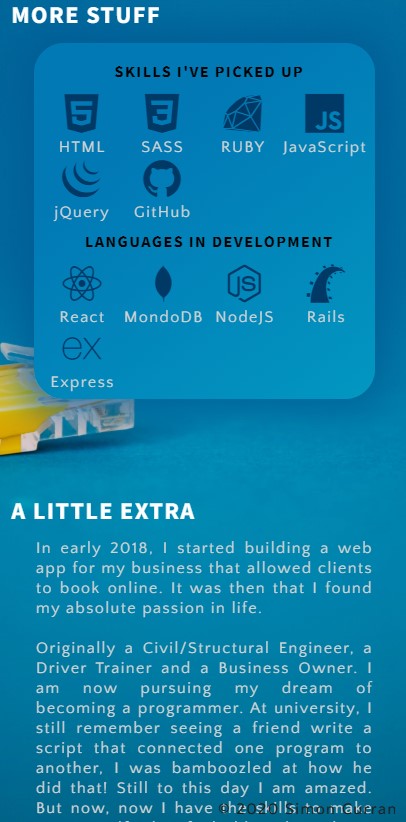 MORE STUFF
SKILLS I'VE PICKED UP
5 3 JS
HTML SASS RUBY JavaScript
jQuery GitHub
LANGUAGES IN DEVELOPMENT
JS
React MondoDB NodeJS Rails
ex
Express
A LITTLE EXTRA
In early 2018, I started building a web
app for my business that allowed clients
to book online. It was then that I found
my absolute passion in life.
Originally a Civil/Structural Engineer, a
Driver Trainer and a Business Owner. I
am now pursuing my dream of
becoming a programmer. At university, I
still remember seeing a friend write a
script that connected one program to
another, I was bamboozled at how he
did that! Still to this day I am amazed.
But now, now I have the skills to make
© 2020